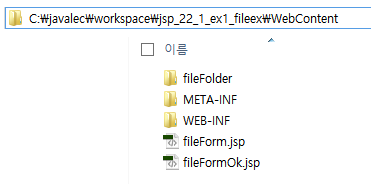 C:₩javalec₩workspace₩jsp_22_1_ex1_fileex₩WebContent
이름
fileFolder
META-INF
WEB-INF
fileForm.jsp
fileFormOk.jsp